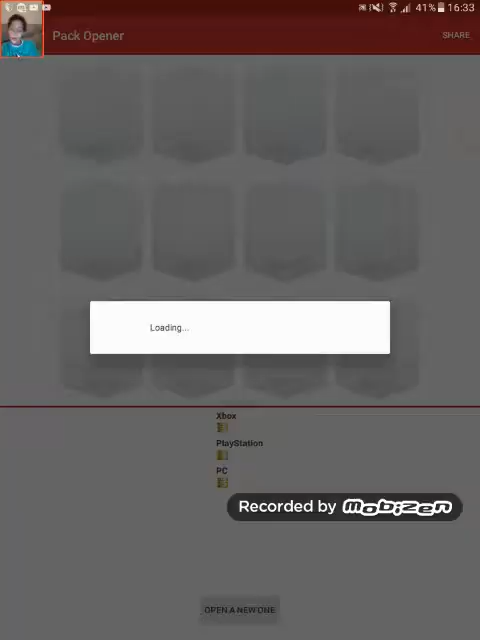 41% 16:33
Pack Opener
SHARE
Loading...
Xbox
PlayStation
PC
Recorded by mobizen
OPEN A NEW ONE